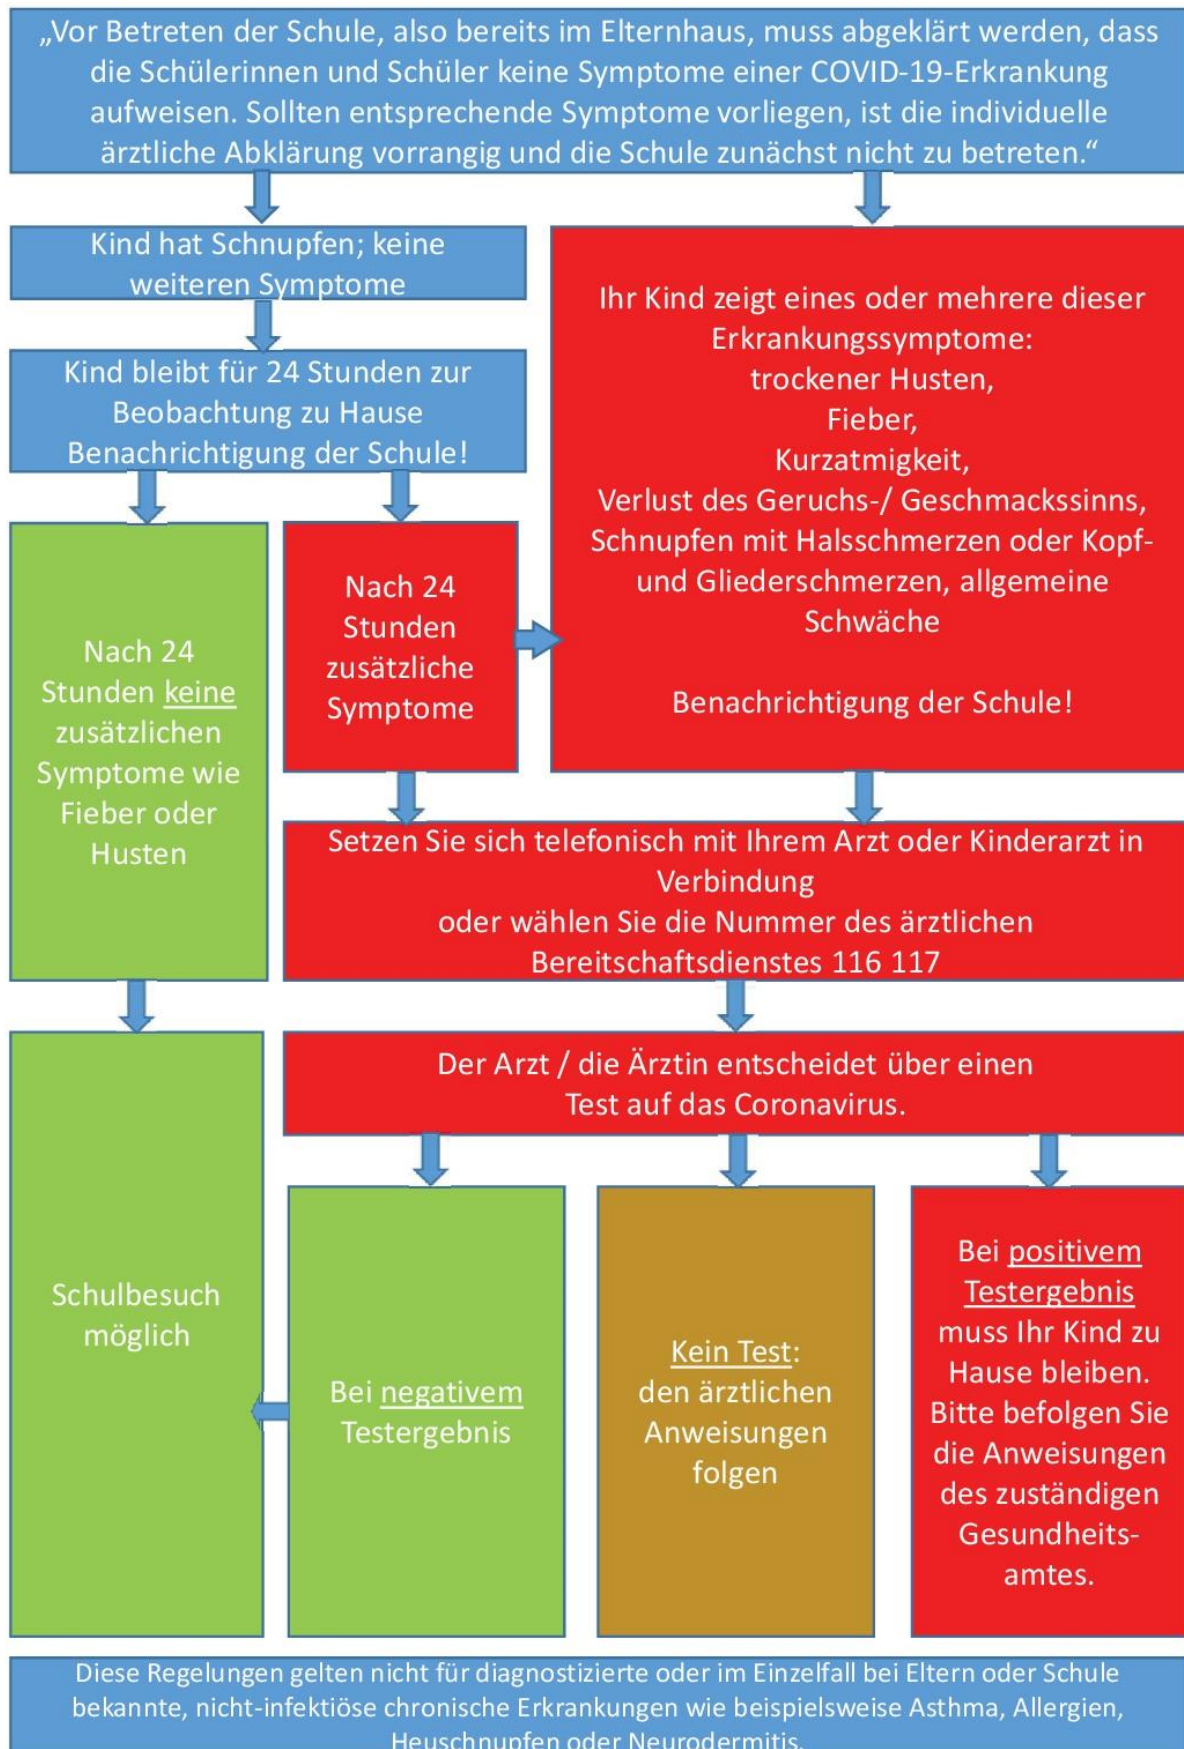 „Vor Betreten der Schule, also bereits im Elternhaus, muss abgeklärt werden, dass
die Schülerinnen und Schüler keine Symptome einer COVID-19-Erkrankung
aufweisen. Sollten entsprechende Symptome vorliegen, ist die individuelle
ärztliche Abklärung vorrangig und die Schule zunächst nicht zu betreten.“
Kind hat Schnupfen; keine
weiteren Symptome
Kind bleibt für 24 Stunden zur
Beobachtung zu Hause
Benachrichtigung der Schule!
Ihr Kind zeigt eines oder mehrere dieser
Erkrankungssymptome:
trockener Husten,
Fieber,
Kurzatmigkeit,
Verlust des Geruchs-/ Geschmackssinns,
Schnupfen mit Halsschmerzen oder Kopf-
und Gliederschmerzen, allgemeine
Schwäche
Benachrichtigung der Schule!
Nach 24
Stunden keine
zusätzlichen
Symptome wie
Fieber oder
Husten
Nach 24
Stunden
zusätzliche
Symptome
Setzen Sie sich telefonisch mit Ihrem Arzt oder Kinderarzt in
Verbindung
oder wählen Sie die Nummer des ärztlichen
Bereitschaftsdienstes 116 117
Der Arzt / die Ärztin entscheidet über einen
Test auf das Coronavirus.
Schulbesuch
möglich
Bei negativem
Testergebnis
Kein Test:
den ärztlichen
Anweisungen
folgen
Bei positivem
Testergebnis
muss Ihr Kind zu
Hause bleiben.
Bitte befolgen Sie
die Anweisungen
des zuständigen
Gesundheits-
amtes.
Diese Regelungen gelten nicht für diagnostizierte oder im Einzelfall bei Eltern oder Schule
bekannte, nicht-infektiöse chronische Erkrankungen wie beispielsweise Asthma, Allergien,
Heuschnupfen oder Neurodermitis.